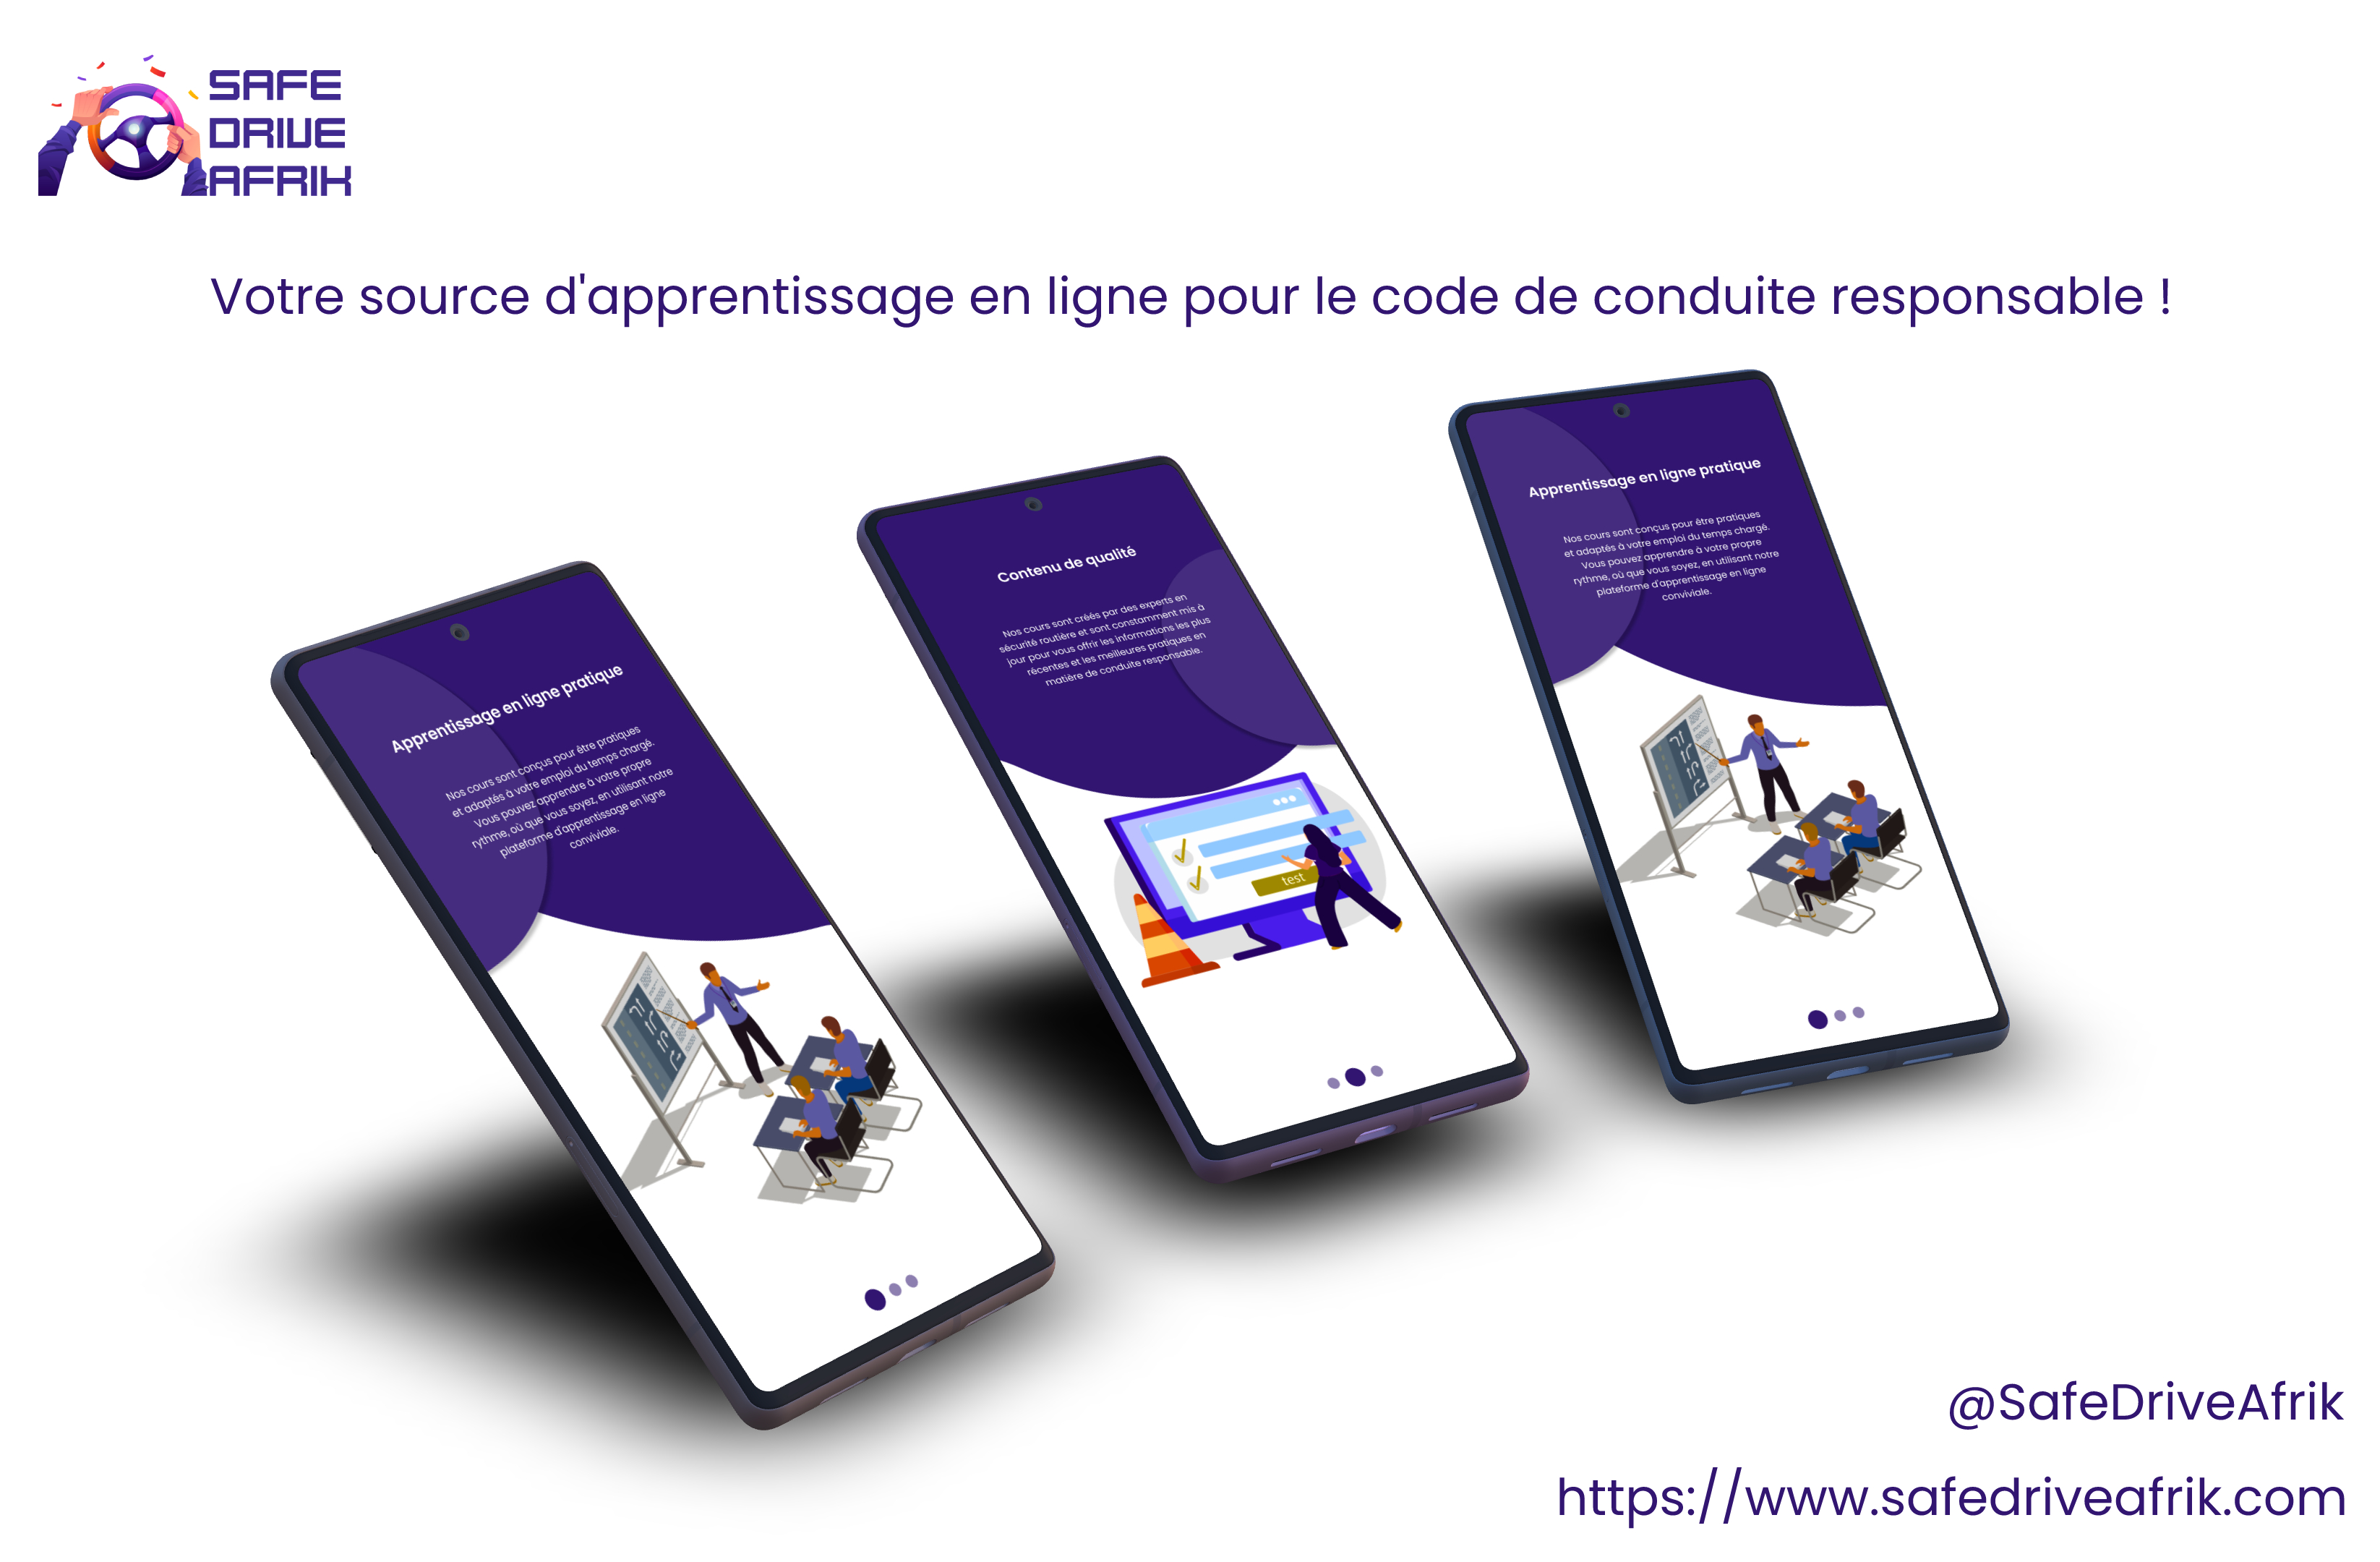 SAFE
DRIVE
AFRIK
Votre source d'apprentissage en ligne pour le code de conduite responsable !
Apprentissage en ligne pratique
Nos cours sont conçus pour être pratiques
et adaptés à votre emploi du temps chargé.
Vous pouvez apprendre à votre propre
rythme, où que vous soyez, en utilisant notre
plateforme d'apprentissage en ligne
conviviale.
Contenu de qualité
Nos cours sont créés par des experts en
sécurité routière et sont constamment mis à
jour pour vous offrir les informations les plus
récentes et les meilleures pratiques en
matière de conduite responsable.
test
Apprentissage en ligne pratique
Nos cours sont conçus pour être pratiques
et adaptés à votre emploi du temps chargé.
Vous pouvez apprendre à votre propre
rythme, où que vous soyez, en utilisant notre
plateforme d'apprentissage en ligne
conviviale.
@SafeDriveAfrik
https://www.safedriveafrik.com